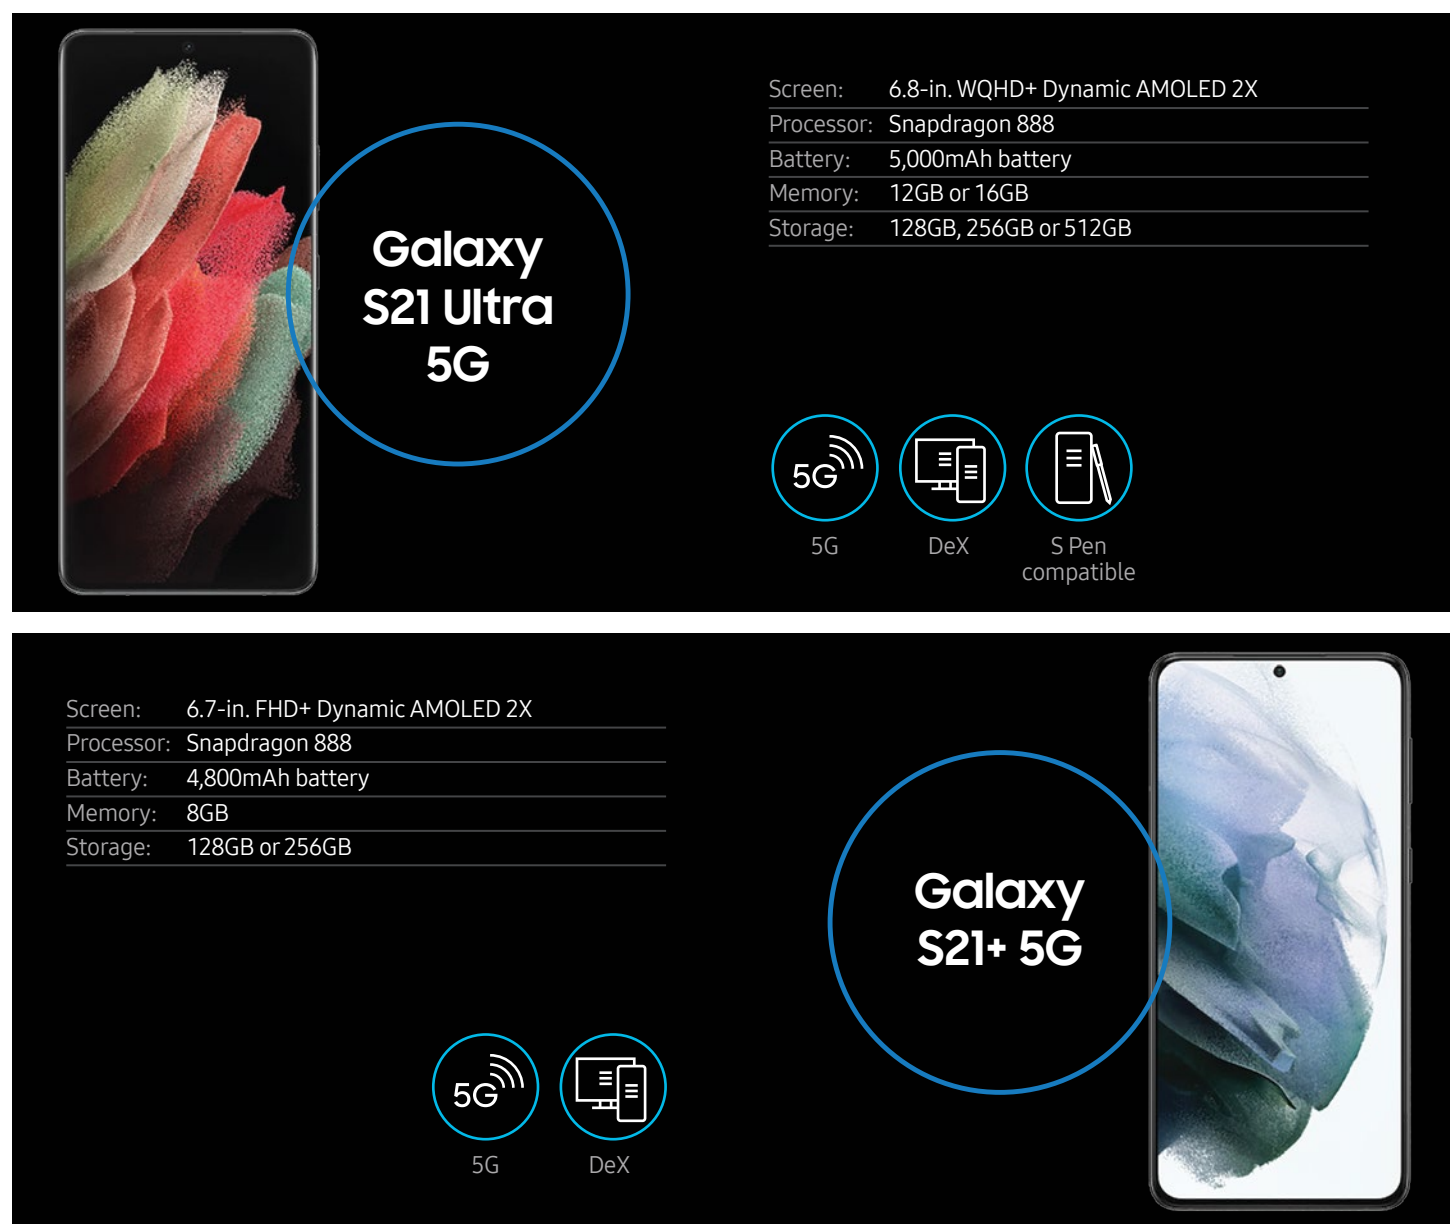 Galaxy
S21 Ultra
5G
Screen: 6.8-in. WQHD+ Dynamic AMOLED 2X
Processor: Snapdragon 888
Battery: 5,000mAh battery
Memory: 12GB or 16GB
Storage: 128GB, 256GB or 512GB
5G
5G DeX S Pen
compatible
Screen: 6.7-in. FHD+ Dynamic AMOLED 2X
Processor: Snapdragon 888
Battery: 4,800mAh battery
Memory: 8GB
Storage: 128GB or 256GB
5G
5G DeX
Galaxy
S21+ 5G